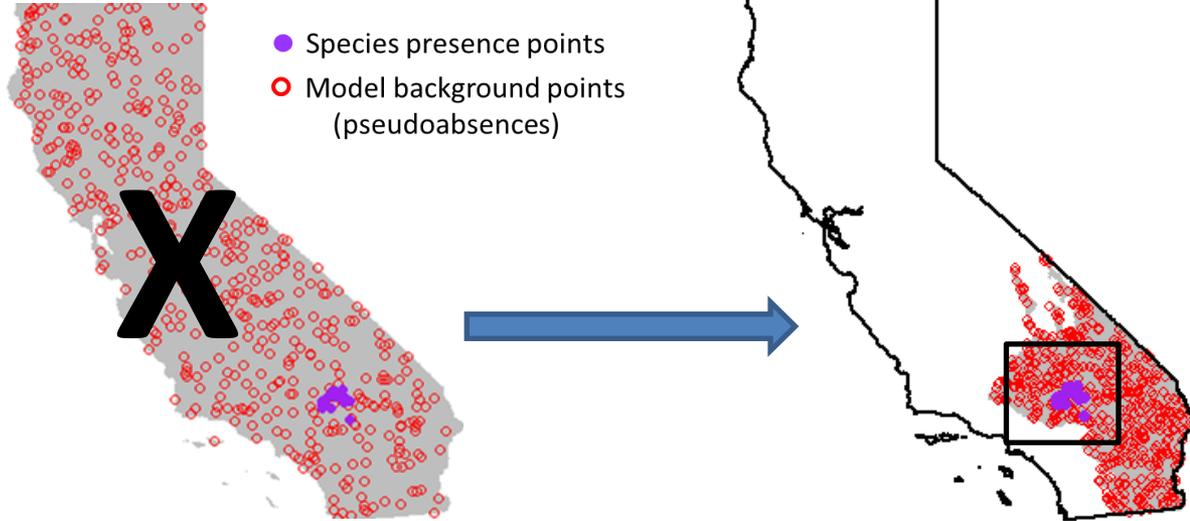 Species presence points
Model background points
(pseudoabsences)
X